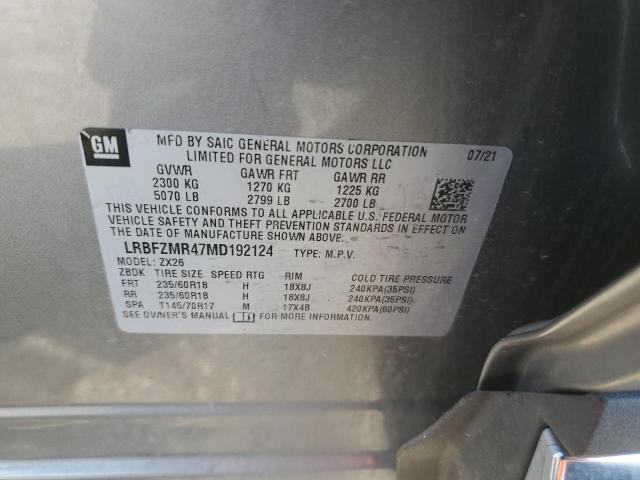 GM
MFD BY SAIC GENERAL MOTORS CORPORATION 07/21
LIMITED FOR GENERAL MOTORS LLC
GVWR GAWR FRT GAWR RR
2300 KG 1270 KG 1225 KG
5070 LB 2799 LB 2700 LB
THIS VEHICLE CONFORMS TO ALL APPLICABLE U.S. FEDERAL MOTOR
VEHICLE SAFETY AND THEFT PREVENTION STANDARDS IN EFFECT ON
THE DATE OF MANUFACTURE SHOWN ABOVE.
LRBFZMR47MD192124 TYPE: M.P.V.
MODEL: ZX26
ZBDK TIRE SIZE SPEED RTG RIM COLD TIRE PRESSURE
FRT 235/60R18 H 18X8J 240KPA(35PSI)
RR 235/60R18 H 18X8J 240KPA(35PSI)
SPA T145/70R17 M 17X4B 420KPA(60PSI)
SEE OWNER'S MANUAL i FOR MORE INFORMATION.